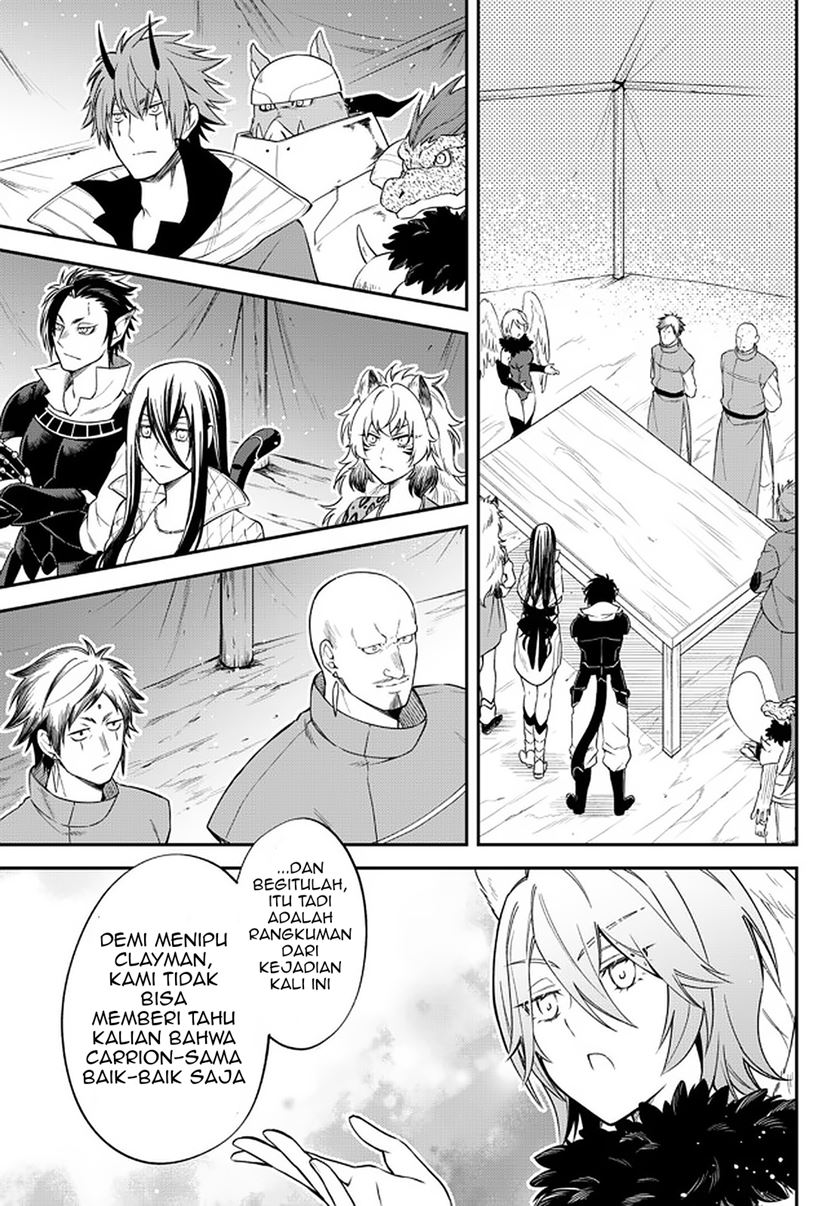 ...DAN
BEGITULAH,
ITU TADI
ADALAH
RANGKUMAN
DARI
KEJADIAN
KALI INI
DEMI MENIPU
CLAYMAN,
KAMI TIDAK
BISA
MEMBERI TAHU
KALIAN BAHWA
CARRION-SAMA
BAIK-BAIK SAJA